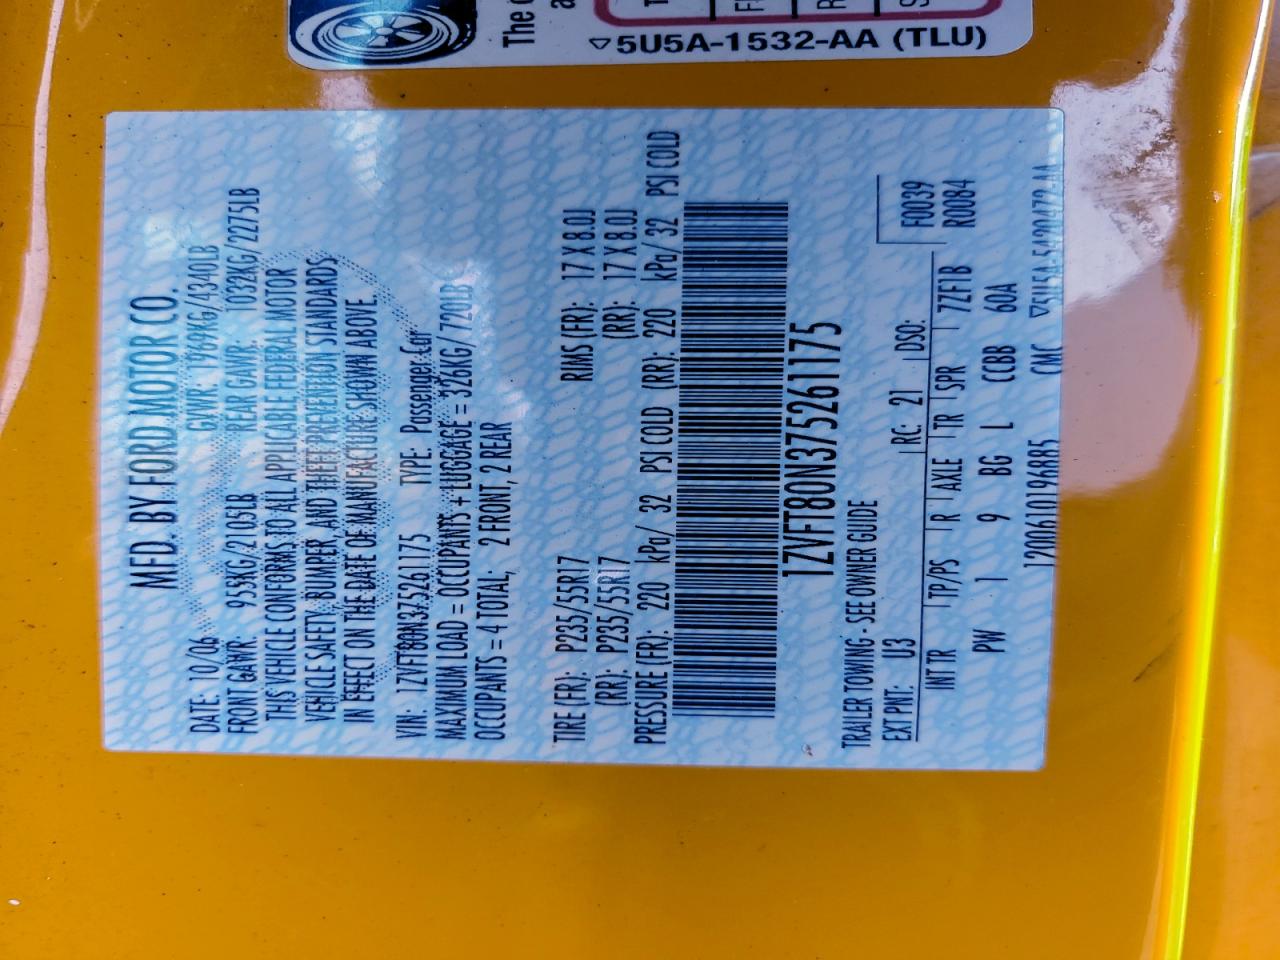 The
▽5U5A-1532-AA (TLU)
MFD. BY FORD MOTOR CO.
DATE: 10/06 GVWR: 1969KG/4340LB
FRONT GAWR: 955KG/2105LB REAR GAWR: 1032KG/2275LB
THIS VEHICLE CONFORMS TO ALL APPLICABLE FEDERAL MOTOR
VEHICLE SAFETY, BUMPER, AND THEFT PREVENTION STANDARDS
IN EFFECT ON THE DATE OF MANUFACTURE SHOWN ABOVE.
VIN: 1ZVFT80N375261175 TYPE: Passenger Car
MAXIMUM LOAD = OCCUPANTS + LUGGAGE = 326KG/720LB
OCCUPANTS = 4 TOTAL; 2 FRONT, 2 REAR
TIRE (FR): P235/55R17 RIMS (FR): 17 X 8.0J
(RR): P235/55R17 (RR): 17 X 8.0J
PRESSURE (FR): 220 kPa/ 32 PSI COLD (RR): 220 kPa/ 32 PSI COLD
1ZVFT80N375261175
TRAILER TOWING - SEE OWNER GUIDE
EXT PNT: U3 RC: 21 DSO: F0039
INT TR TP/PS R AXLE TR SPR 7ZF1B R0084
PW 1 9 BG L CCBB 60A
1200610196885 CMC